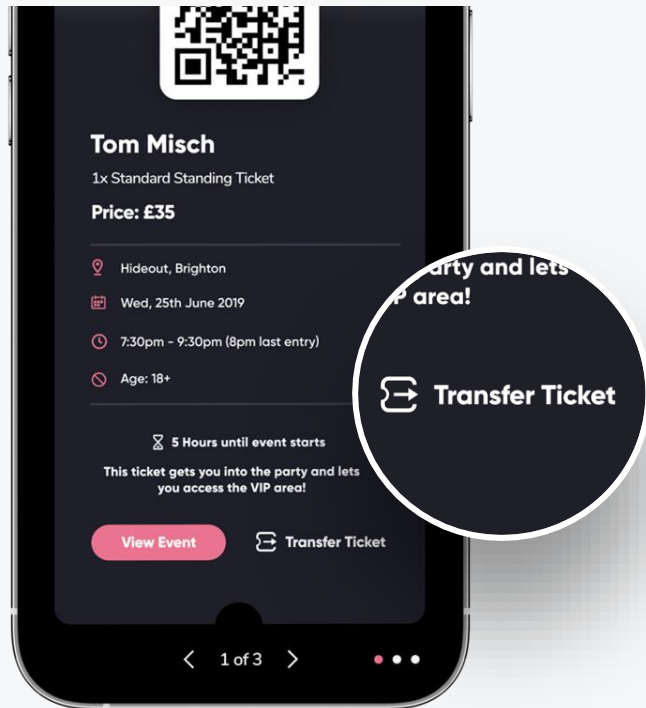 Tom Misch
1x Standard Standing Ticket
Price: £35
Hideout, Brighton
Wed, 25th June 2019
7:30pm - 9:30pm (8pm last entry)
Age: 18+
5 Hours until event starts
This ticket gets you into the party and lets
you access the VIP area!
View Event
Transfer Ticket
1 of 3
party and lets
P area!
Transfer Ticket